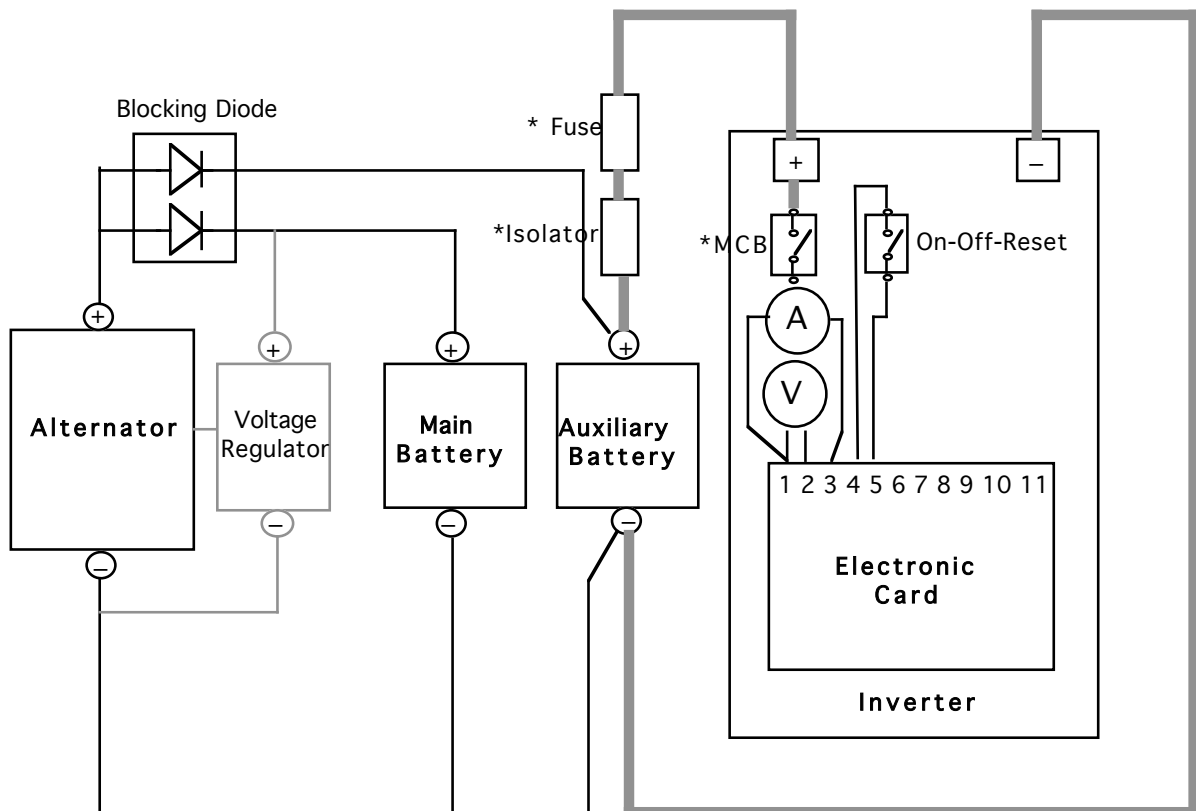 Blocking Diode
* Fuse
*Isolator
+
−
*MCB
On-Off-Reset
A
V
+
+
+
+
Alternator
Voltage
Regulator
Main
Battery
Auxiliary
Battery
1 2 3 4 5 6 7 8 9 10 11
−
−
−
−
Electronic
Card
Inverter